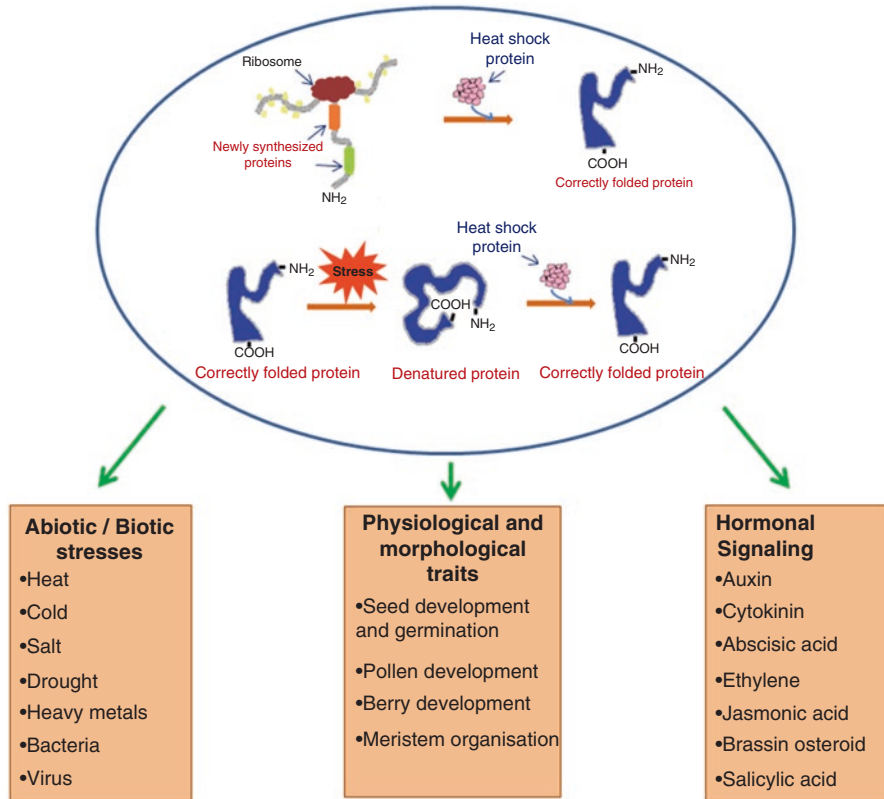 Ribosome
Heat shock
protein
NH2
Newly synthesized
proteins
NH2
COOH
Correctly folded protein
Heat shock
protein
NH2
Stress
COOH
NH2
NH2
COOH
COOH
Correctly folded protein
Denatured protein
Correctly folded protein
Abiotic / Biotic
stresses
•Heat
•Cold
•Salt
•Drought
•Heavy metals
•Bacteria
•Virus
Physiological and
morphological
traits
•Seed development
and germination
•Pollen development
•Berry development
•Meristem organisation
Hormonal
Signaling
•Auxin
•Cytokinin
•Abscisic acid
•Ethylene
•Jasmonic acid
•Brassin osteroid
•Salicylic acid